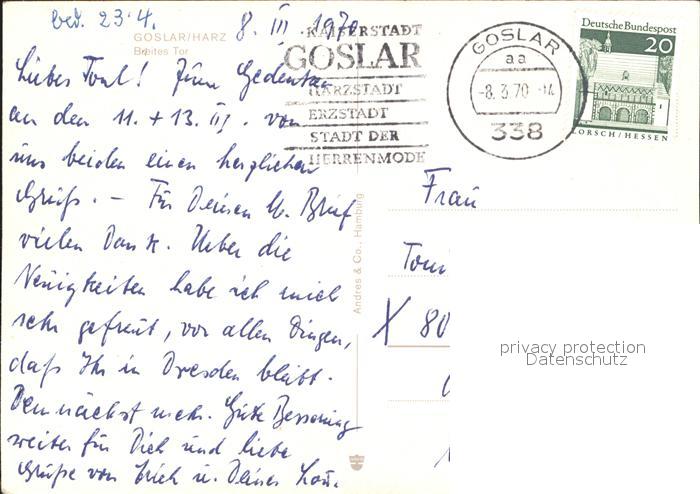 bed. 23.4.
GOSLAR/HARZ
8. III 1970
Breites Tor
Liebes Toul! Zum Gedenken
an den 11. + 13. III. von
uns beiden einen herzlichen
Gruß. — Für Deinen l. Brief
vielen Dank. Ueber die
Neuigkeiten habe ich mich
sehr gefreut, vor allen Dingen,
daß Ihr in Dresden bleibt.
Demnächst mehr. Gute Besserung
weiter für Dich und liebe
Grüße von Erich u. Deiner
KAISERSTADT
GOSLAR
HARZSTADT
ERZSTADT
STADT DER
HERRENMODE
GOSLAR
aa
-8.3.70 -14
338
Deutsche Bundespost
20
LORSCH/HESSEN
Andres & Co., Hamburg
Frau
Toni
X 80
privacy protection
Datenschutz